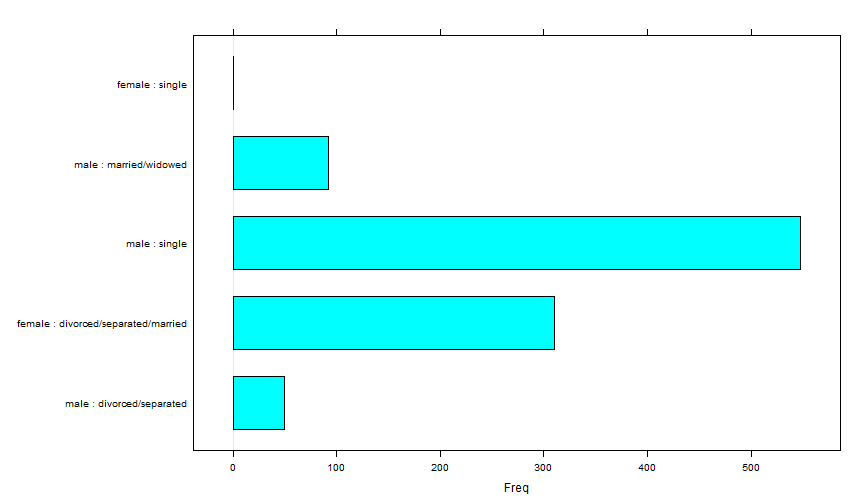 female : single
male : married/widowed
male : single
female : divorced/separated/married
male : divorced/separated
0 100 200 300 400 500
Freq